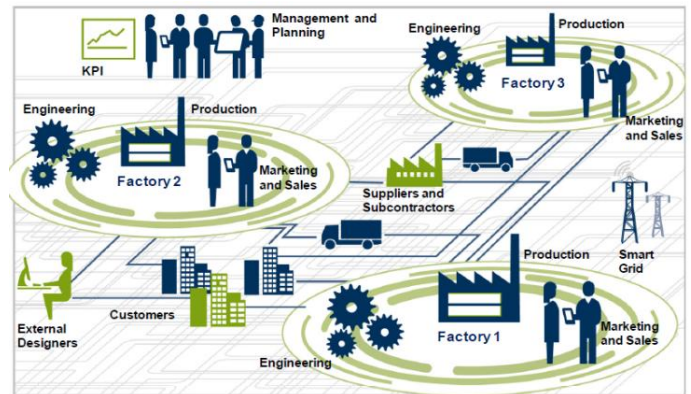 Management and
Planning
KPI
Engineering
Production
Factory 3
Marketing
and Sales
Engineering
Production
Factory 2
Marketing
and Sales
Suppliers and
Subcontractors
Smart
Grid
External
Designers
Customers
Production
Factory 1
Engineering
Marketing
and Sales